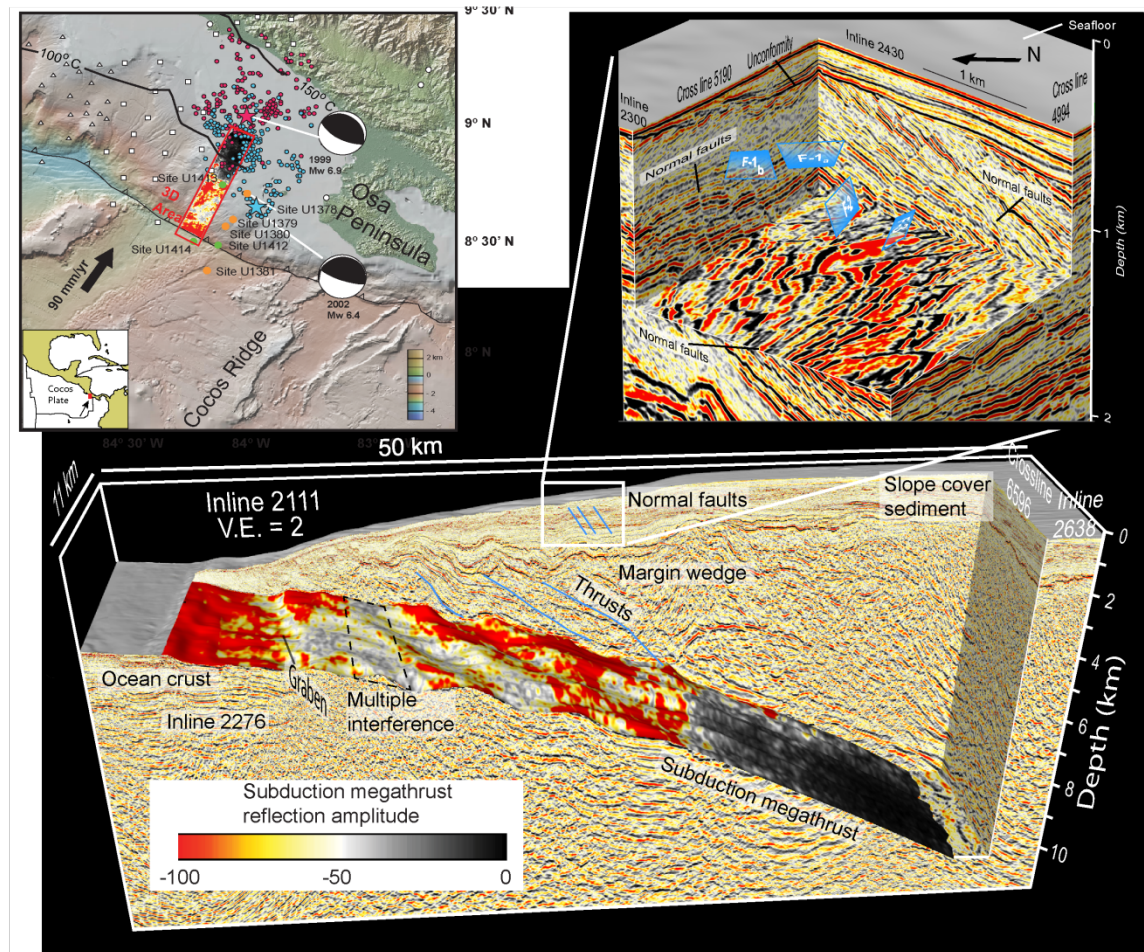 9° 30' N
100° C
150° C
9° N
1999
Mw 6.9
Site U1413
3D
Area
Site U1378
Site U1379
Site U1380
Site U1412
Site U1414
Site U1381
Osa
Peninsula
8° 30' N
90 mm/yr
2002
Mw 6.4
Cocos Ridge
8° N
2 km
0
- 2
- 4
Cocos
Plate
84° 30' W
84° W
Seafloor
0
Inline 2430
N
Unconformity
1 km
Cross line 5190
Cross line
4994
Inline
2300
Normal faults
F-1b
F-1a
Normal faults
1
Depth (km)
Normal faults
2
50 km
11 km
Inline 2111
V.E. = 2
Normal faults
Slope cover
sediment
Crossline
6596
Inline
2638
0
Margin wedge
Thrusts
2
4
6
8
10
Depth (km)
Ocean crust
Graben
Inline 2276
Multiple
interference
Subduction megathrust
Subduction megathrust
reflection amplitude
-100
-50
0